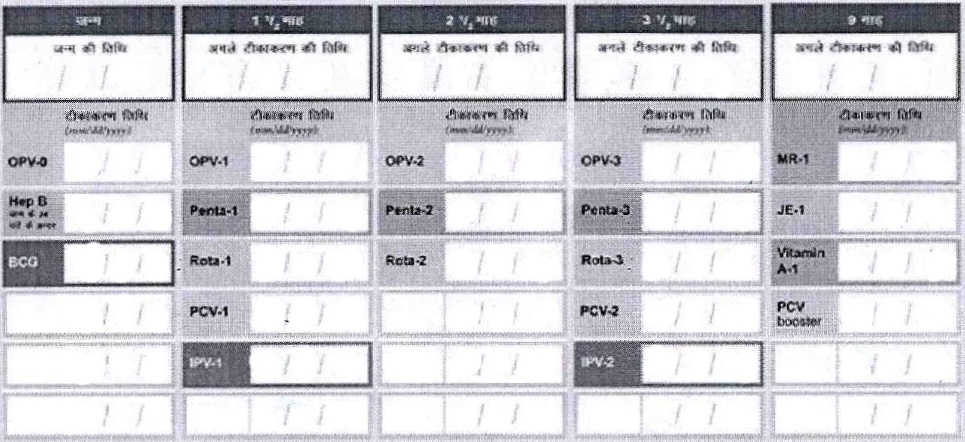 जन्म
1 ½ माह
2 ½ माह
3 ½ माह
9 माह
जन्म की तिथि
अगले टीकाकरण की तिथि
अगले टीकाकरण की तिथि
अगले टीकाकरण की तिथि
अगले टीकाकरण की तिथि
/ /
/ /
/ /
/ /
/ /
टीकाकरण तिथि
टीकाकरण तिथि
टीकाकरण तिथि
टीकाकरण तिथि
टीकाकरण तिथि
(mm/dd/yyyy)
(mm/dd/yyyy)
(mm/dd/yyyy)
(mm/dd/yyyy)
(mm/dd/yyyy)
OPV-0 / /
OPV-1 / /
OPV-2 / /
OPV-3 / /
MR-1 / /
Hep B / /
जन्म के 24
घंटे के अन्दर
Penta-1 / /
Penta-2 / /
Penta-3 / /
JE-1 / /
BCG / /
Rota-1 / /
Rota-2 / /
Rota-3 / /
Vitamin
A-1 / /
/ /
PCV-1 / /
/ /
PCV-2 / /
PCV
booster / /
/ /
IPV-1 / /
/ /
IPV-2 / /
/ /
/ /
/ /
/ /
/ /
/ /